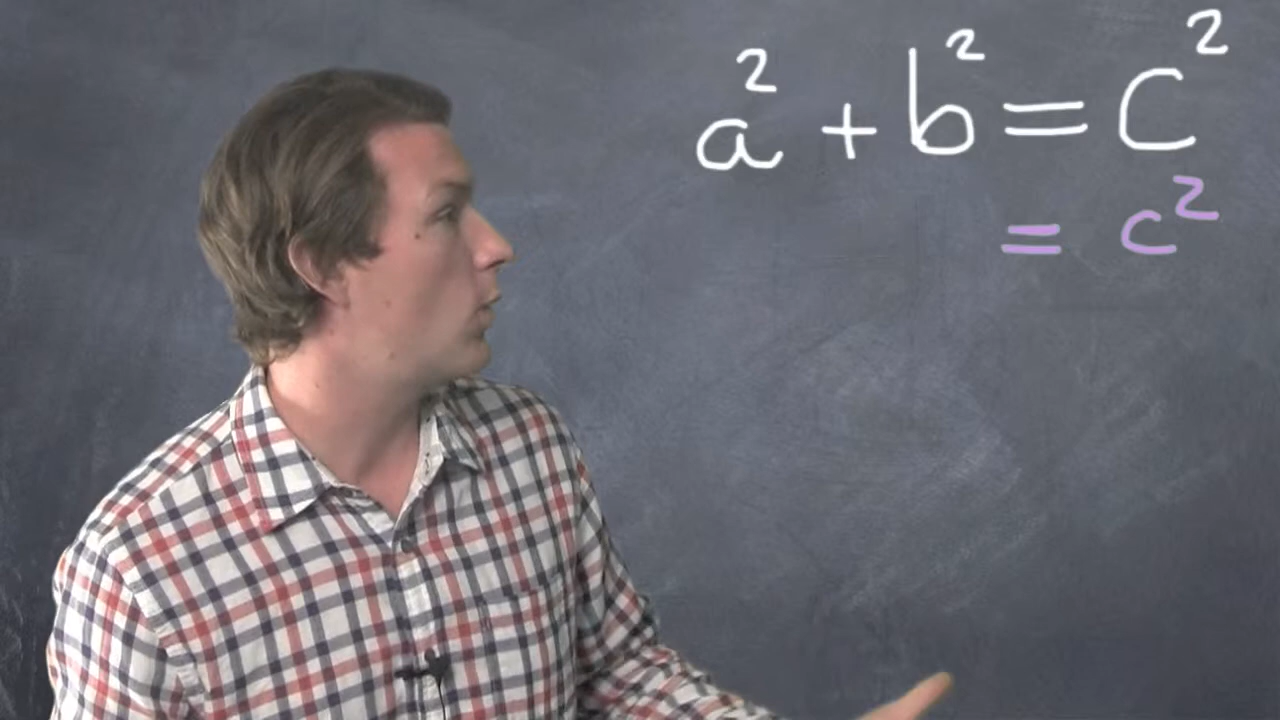 a² + b² = c²
= c²